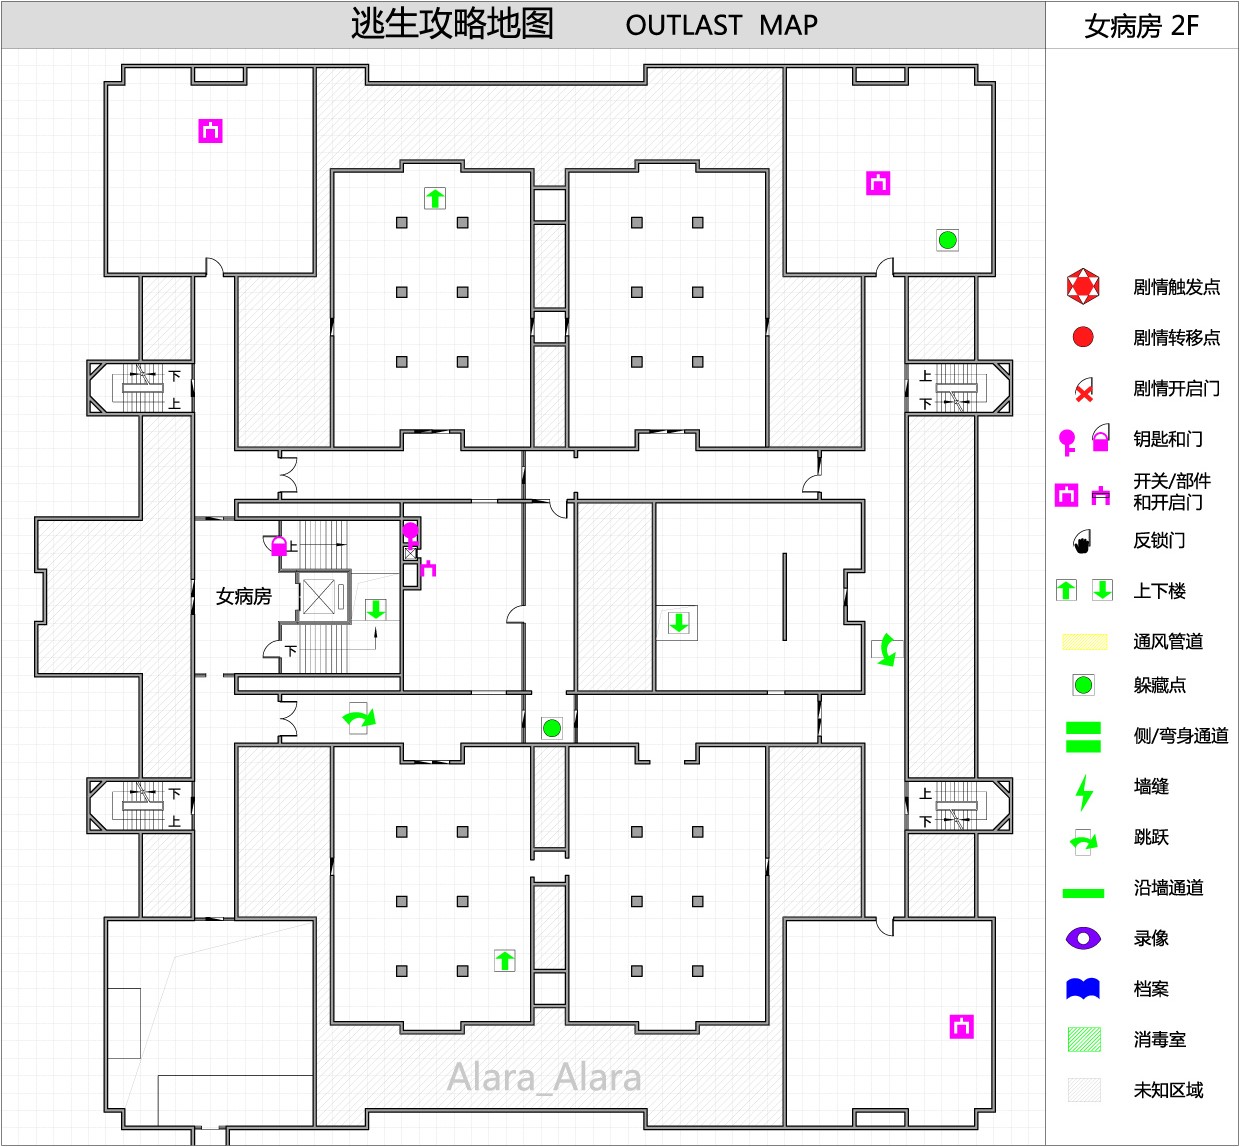 逃生攻略地图 OUTLAST MAP
女病房 2F
下
上
上
下
上
女病房
下
下
上
上
下
Alara_Alara
剧情触发点
剧情转移点
剧情开启门
钥匙和门
开关/部件
和开启门
反锁门
上下楼
通风管道
躲藏点
侧/弯身通道
墙缝
跳跃
沿墙通道
录像
档案
消毒室
未知区域